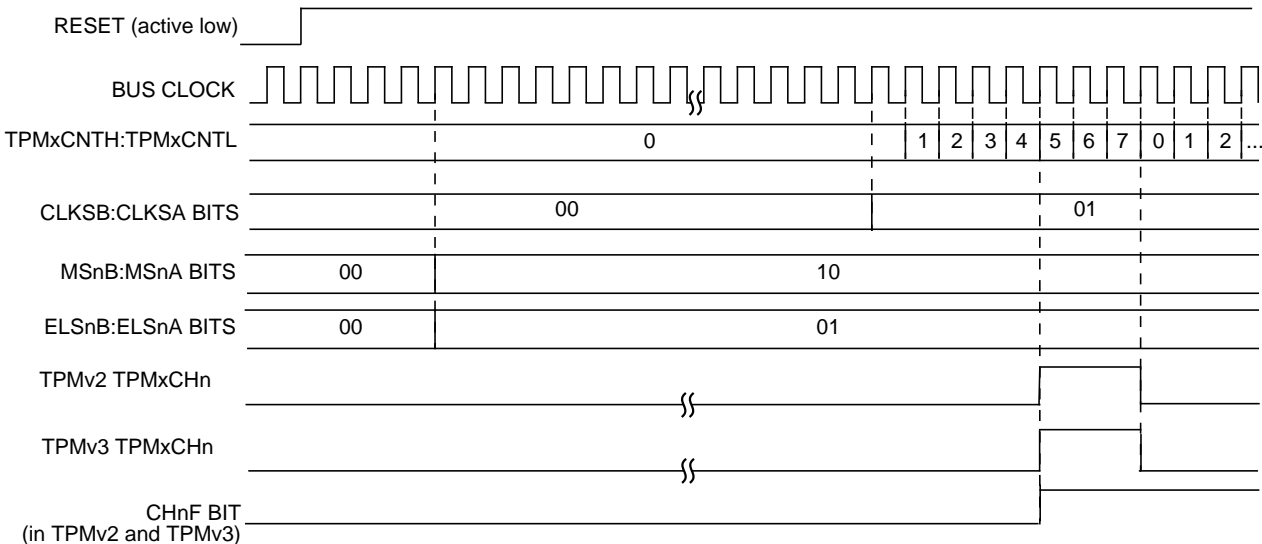 RESET (active low)
BUS CLOCK
TPMxCNTH:TPMxCNTL 0 1 2 3 4 5 6 7 0 1 2 ...
CLKSB:CLKSA BITS 00 01
MSnB:MSnA BITS 00 10
ELSnB:ELSnA BITS 00 01
TPMv2 TPMxCHn
TPMv3 TPMxCHn
CHnF BIT
(in TPMv2 and TPMv3)